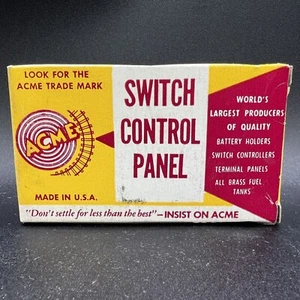 LOOK FOR THE
ACME TRADE MARK
ACME
MADE IN U.S.A.
SWITCH
CONTROL
PANEL
WORLD'S
LARGEST PRODUCERS
OF QUALITY
BATTERY HOLDERS
SWITCH CONTROLLERS
TERMINAL PANELS
ALL BRASS FUEL
TANKS
"Don't settle for less than the best" — INSIST ON ACME